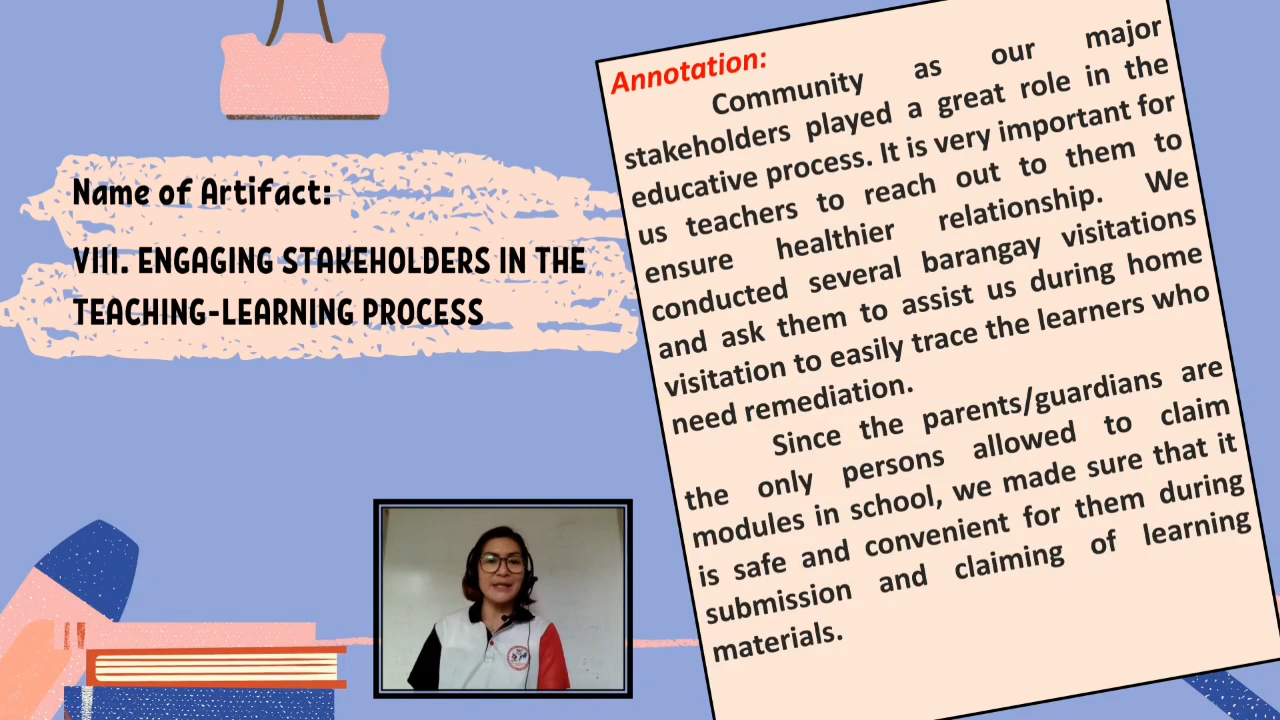 Name of Artifact:
VIII. ENGAGING STAKEHOLDERS IN THE
TEACHING-LEARNING PROCESS
Annotation:
Community as our major
stakeholders played a great role in the
educative process. It is very important for
us teachers to reach out to them to
ensure healthier relationship. We
conducted several barangay visitations
and ask them to assist us during home
visitation to easily trace the learners who
need remediation.
Since the parents/guardians are
the only persons allowed to claim
modules in school, we made sure that it
is safe and convenient for them during
submission and claiming of learning
materials.